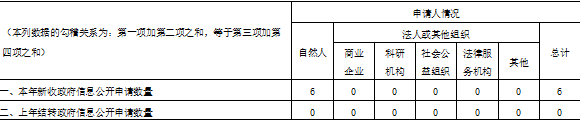 （本列数据的勾稽关系为：第一项加第二项之和，等于第三项加第四项之和）
申请人情况
自然人
法人或其他组织
总计
商业企业
科研机构
社会公益组织
法律服务机构
其他
一、本年新收政府信息公开申请数量 6 0 0 0 0 0 6
二、上年结转政府信息公开申请数量 0 0 0 0 0 0 0